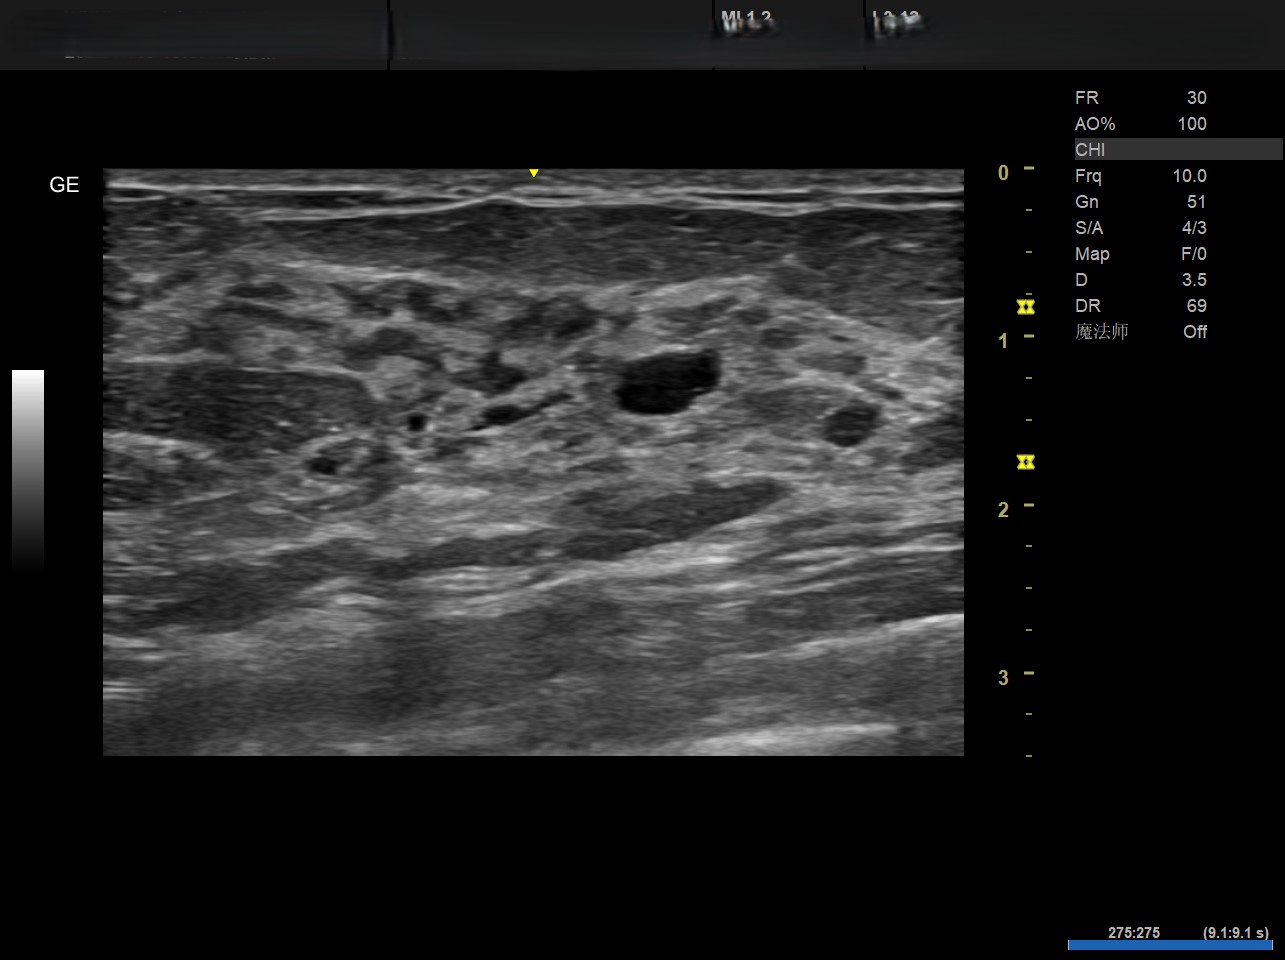 GE
FR 30
AO% 100
CHI
Frq 10.0
Gn 51
S/A 4/3
Map F/0
D 3.5
DR 69
魔法师 Off
0
1
2
3
275:275 (9.1:9.1 s)